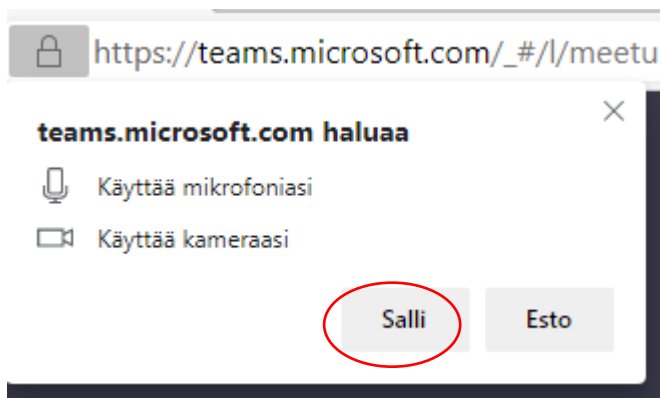 https://teams.microsoft.com/_#/l/meetu
teams.microsoft.com haluaa
Käyttää mikrofoniasi
Käyttää kameraasi
Salli Esto